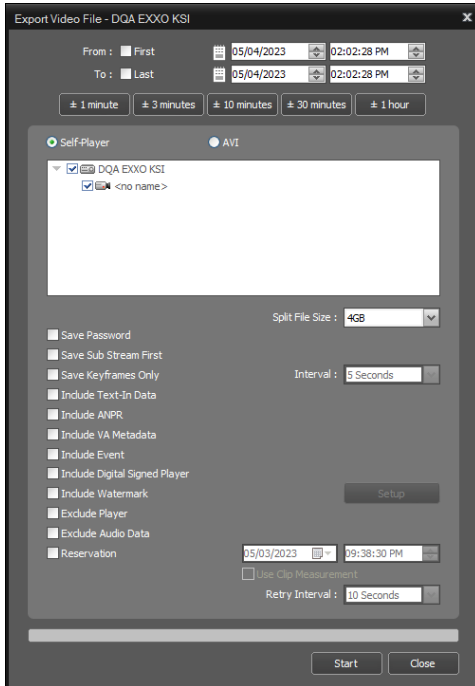 Export Video File - DQA EXXO KSI
X
From : First 05/04/2023 02:02:28 PM
To : Last 05/04/2023 02:02:28 PM
± 1 minute ± 3 minutes ± 10 minutes ± 30 minutes ± 1 hour
Self-Player AVI
DQA EXXO KSI
<no name>
Split File Size : 4GB
Save Password
Save Sub Stream First
Save Keyframes Only Interval : 5 Seconds
Include Text-In Data
Include ANPR
Include VA Metadata
Include Event
Include Digital Signed Player
Include Watermark Setup
Exclude Player
Exclude Audio Data
Reservation 05/03/2023 09:38:30 PM
Use Clip Measurement
Retry Interval : 10 Seconds
Start Close